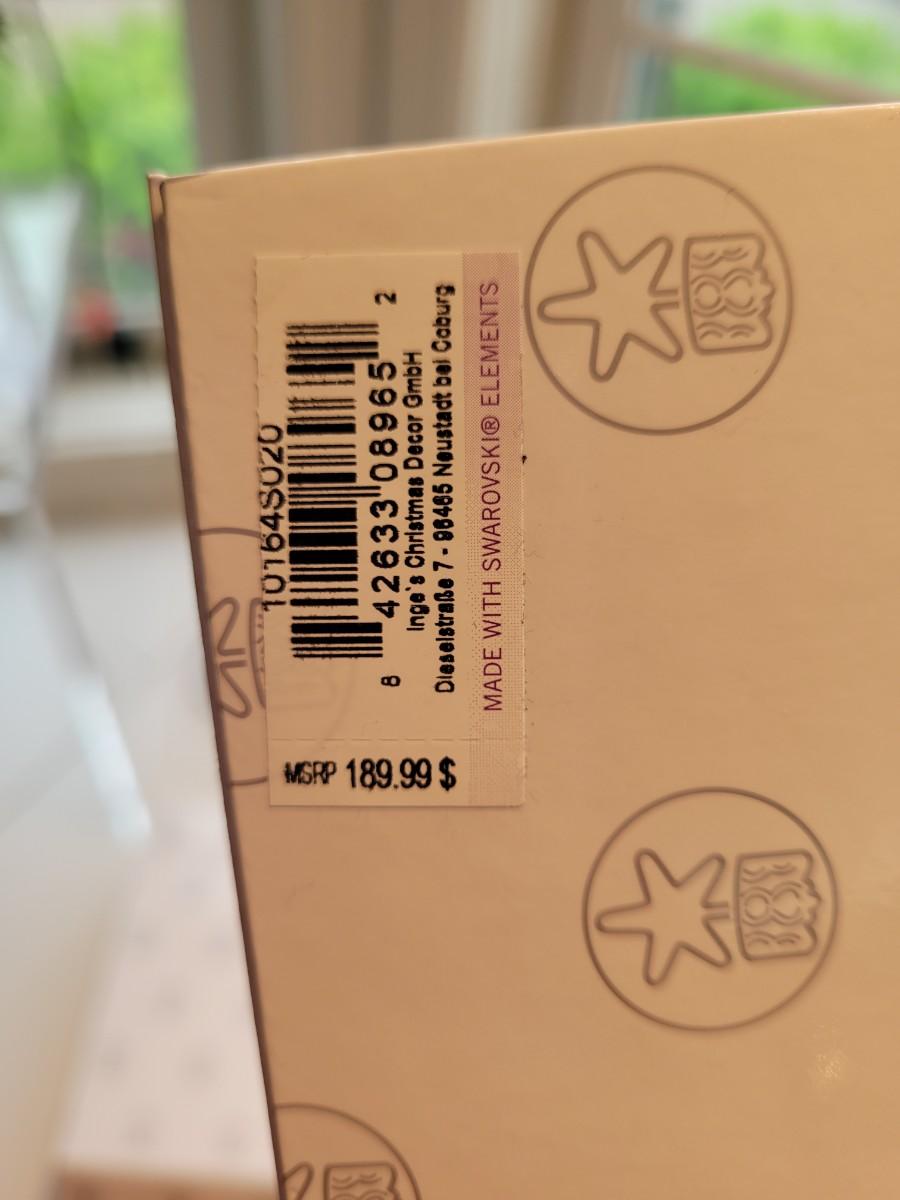 10164S020
8 42633 08965 2
Inge's Christmas Decor GmbH
Dieselstraße 7 - 96465 Neustadt bei Coburg
MADE WITH SWAROVSKI® ELEMENTS
MSRP 189.99 $